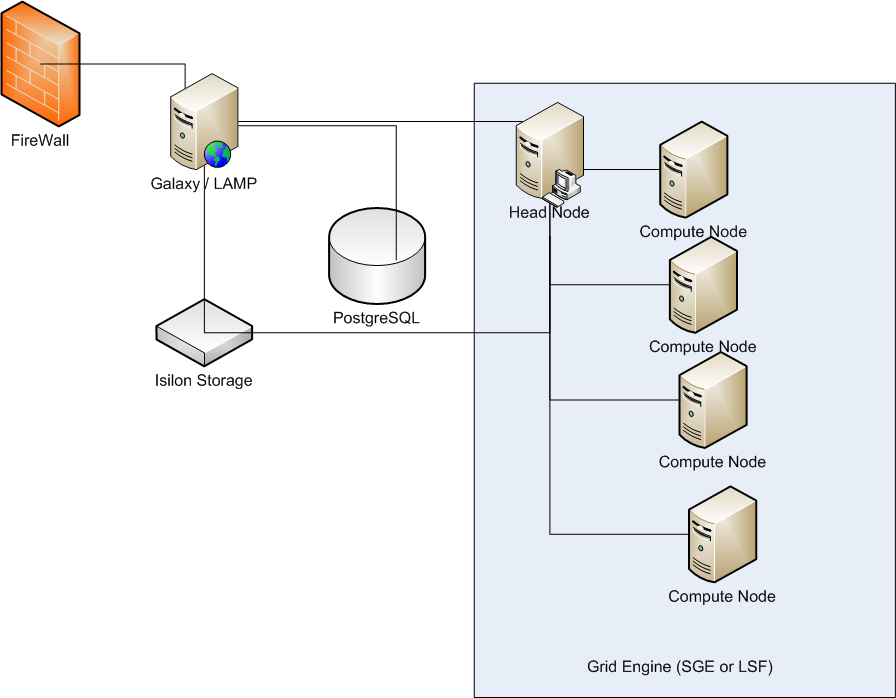 FireWall
Galaxy / LAMP
Head Node
Compute Node
PostgreSQL
Compute Node
Isilon Storage
Compute Node
Compute Node
Grid Engine (SGE or LSF)